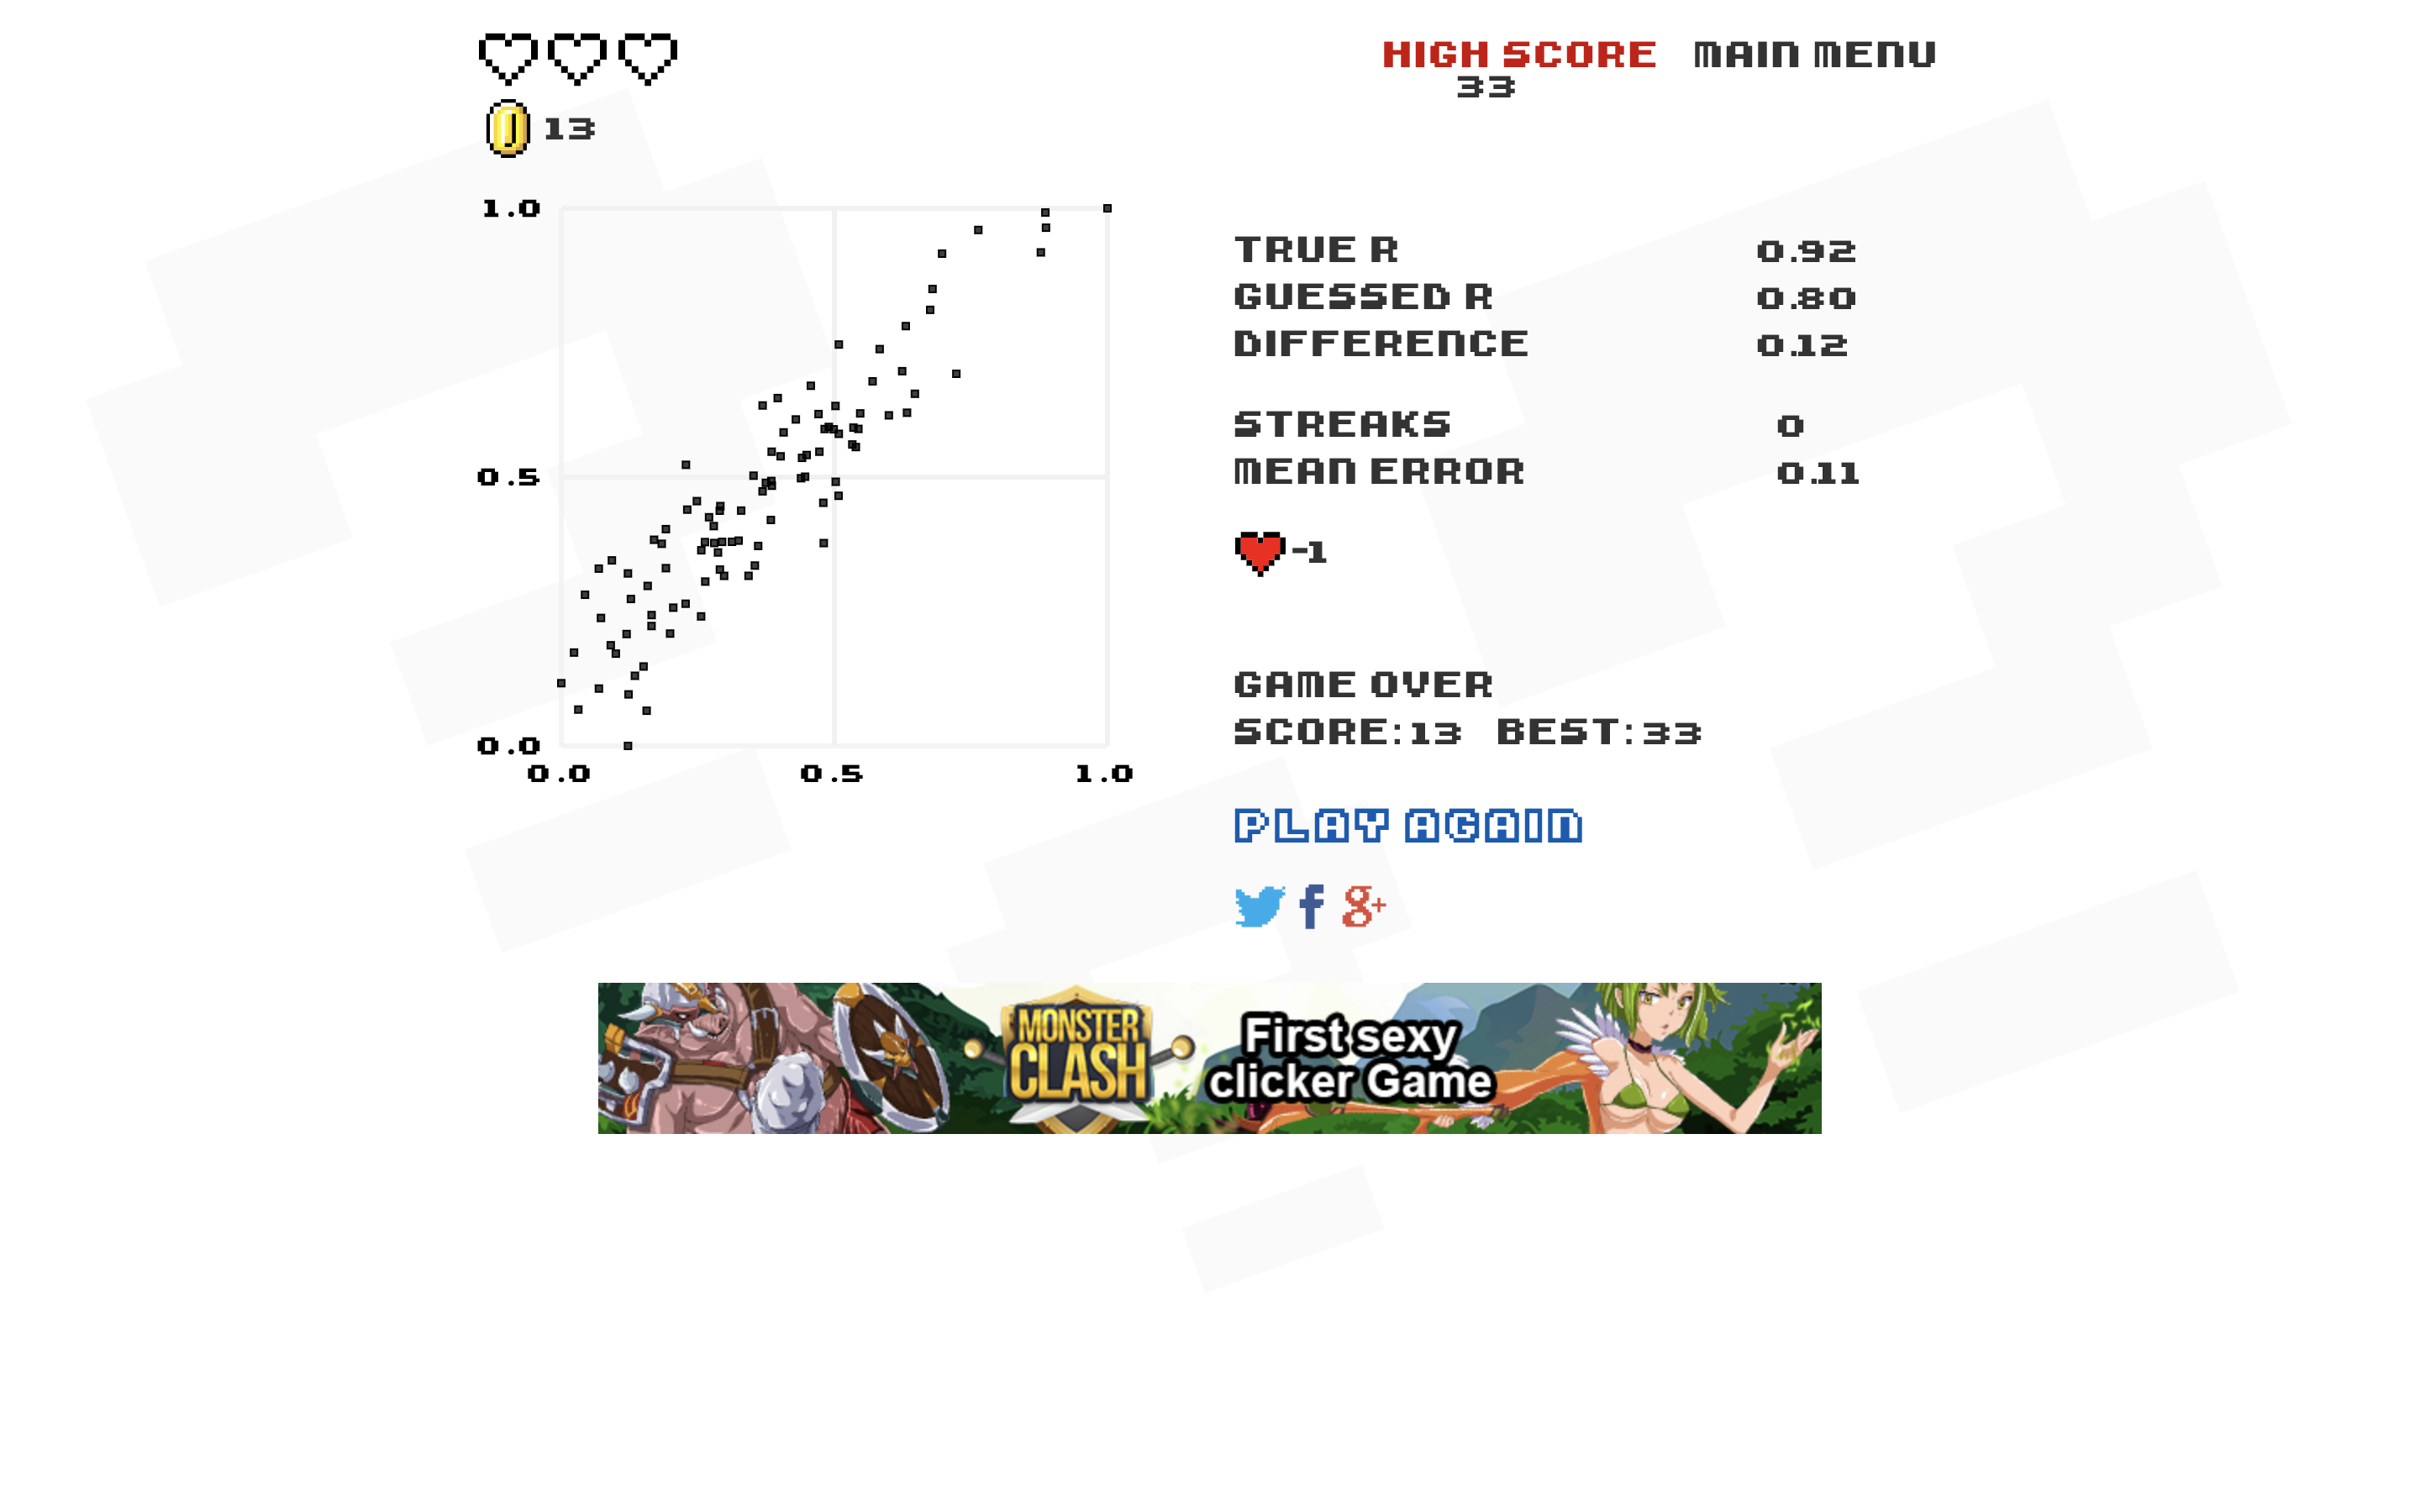 HIGH SCORE MAIN MENU
33
13
1.0
0.5
0.0
0.0 0.5 1.0
TRUE R 0.92
GUESSED R 0.80
DIFFERENCE 0.12
STREAKS 0
MEAN ERROR 0.11
-1
GAME OVER
SCORE:13 BEST:33
PLAY AGAIN
MONSTER
CLASH
First sexy
clicker Game